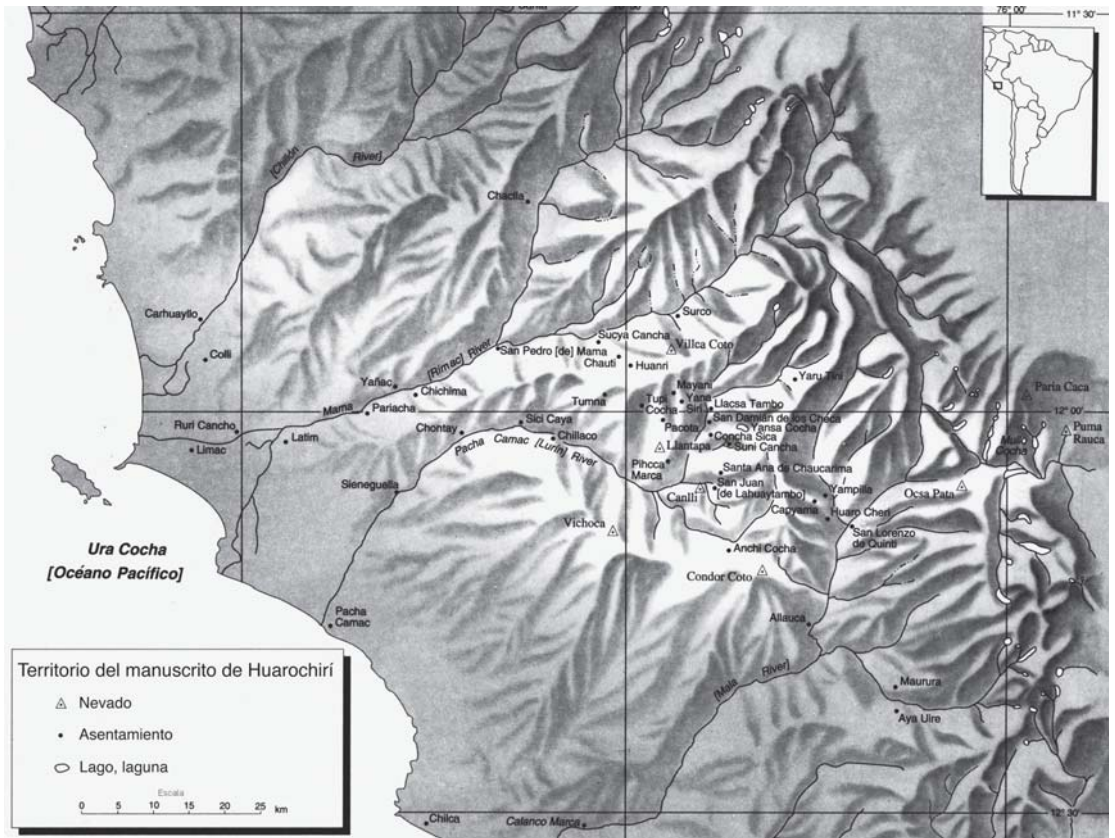 76° 00'
11° 30'
[Chillón
River]
Chaclla
Carhuayllo
Colli
Surco
Sucya Cancha
Villca Coto
[Rimac] River
San Pedro [de] Mama
Chauti
Huanri
Yañac
Chichima
Mayani
Yaru Tini
Tumna
Tupi
Cocha
Yana
Siri
Llacsa Tambo
Paria Caca
Mama
Pariacha
San Damián de los Checa
12° 00'
Ruri Cancho
Latim
Limac
Sici Caya
Chontay
Chillaco
Pacota
Yansa Cocha
Concha Sica
Suni Cancha
Llantapa
Puma
Rauca
Cocha
Pacha Camac [Lurín] River
Pihcca
Marca
Santa Ana de Chaucarima
Sieneguella
Canlli
San Juan
[de Lahuaytambo]
Yampilla
Ocsa Pata
Capyama
Huaro Cheri
San Lorenzo
de Quinti
Vichoca
Anchi Cocha
Ura Cocha
[Océano Pacífico]
Condor Coto
Pacha
Camac
Allauca
[Mala River]
Maurura
Aya Uire
Territorio del manuscrito de Huarochirí
Nevado
Asentamiento
Lago, laguna
Escala
0 5 10 15 20 25 km
Chilca
Calanco Marca
12° 30'